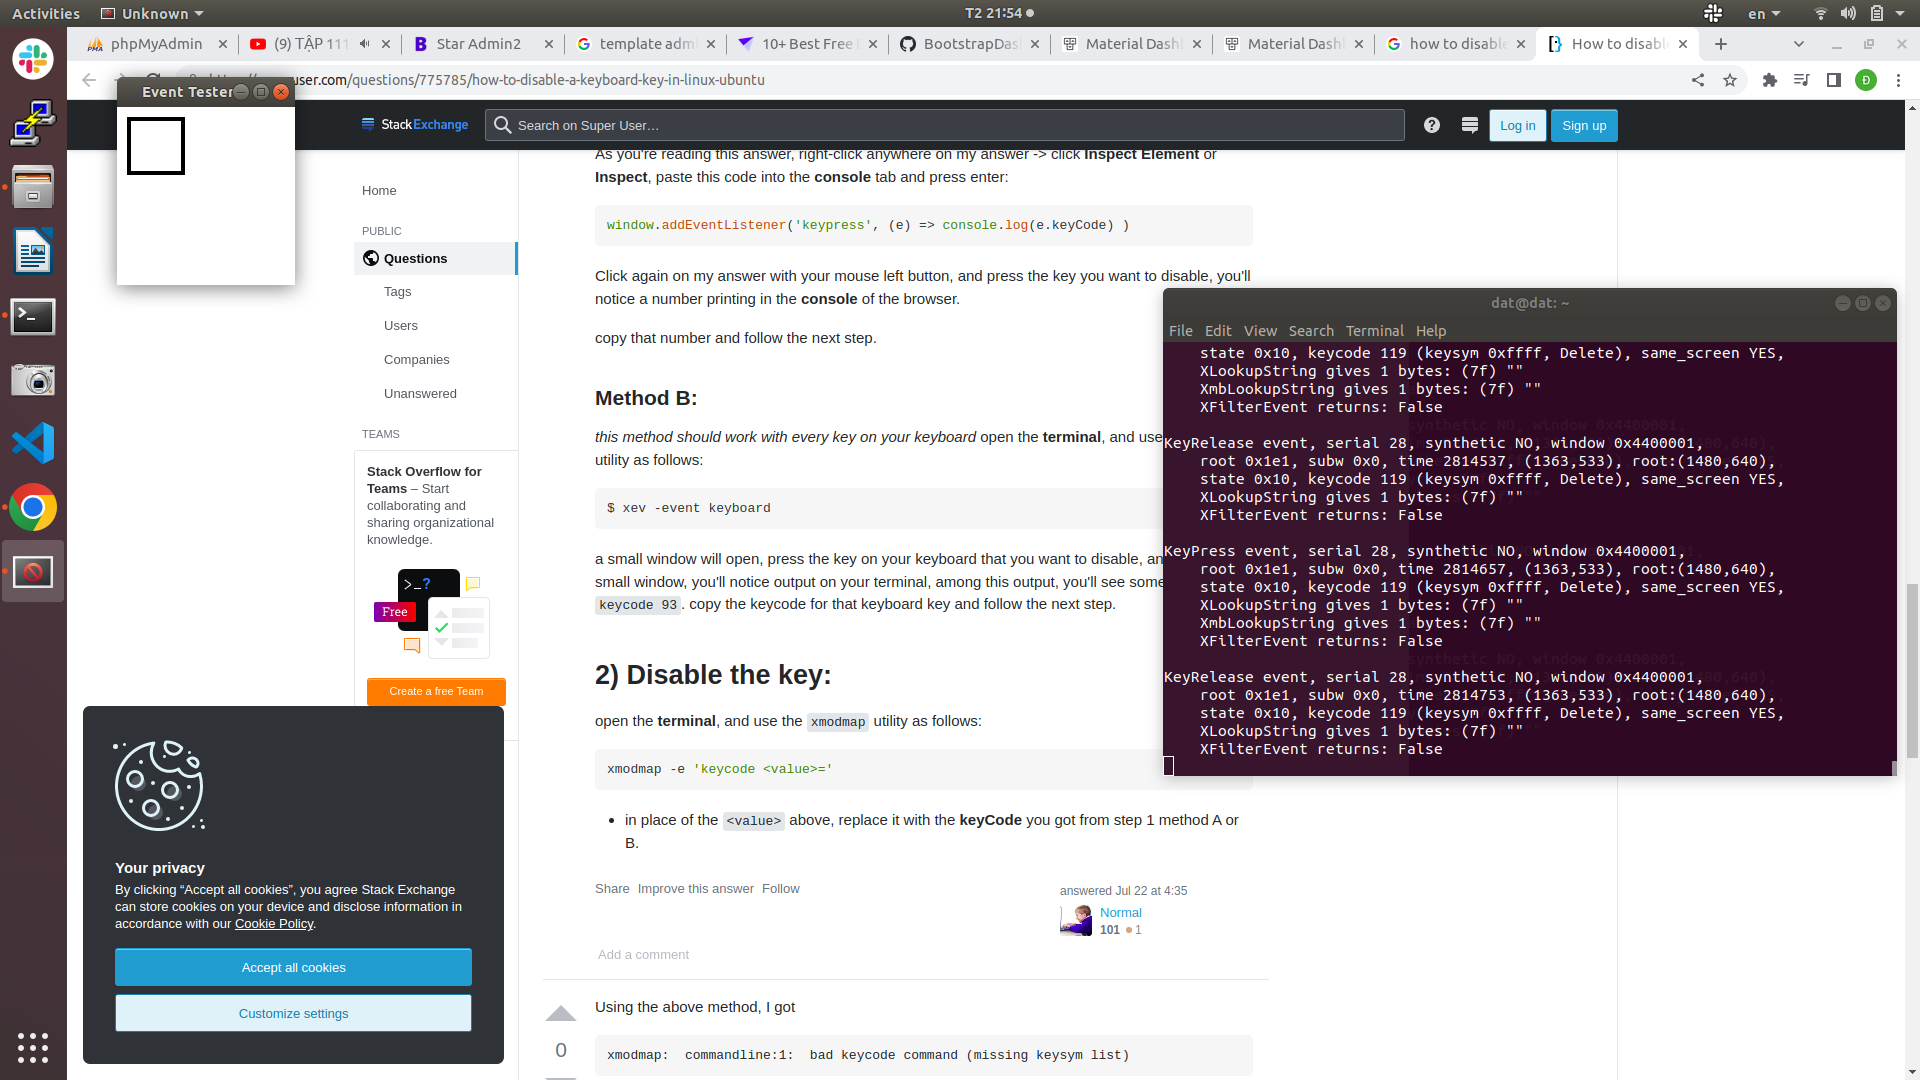 Activities
Unknown
T2 21:54
en
phpMyAdmin
(9) TẬP 111
Star Admin2
template adm
10+ Best Free
BootstrapDas
Material Dash
Material Dash
how to disable
How to disabl
user.com/questions/775785/how-to-disable-a-keyboard-key-in-linux-ubuntu
Đ
Event Tester
StackExchange
Search on Super User…
Log in
Sign up
Home
PUBLIC
Questions
Tags
Users
Companies
Unanswered
TEAMS
Stack Overflow for
Teams – Start
collaborating and
sharing organizational
knowledge.
>_?
Free
Create a free Team
As you're reading this answer, right-click anywhere on my answer -> click Inspect Element or
Inspect, paste this code into the console tab and press enter:
window.addEventListener('keypress', (e) => console.log(e.keyCode) )
Click again on my answer with your mouse left button, and press the key you want to disable, you'll
notice a number printing in the console of the browser.
copy that number and follow the next step.
Method B:
this method should work with every key on your keyboard open the terminal, and use
utility as follows:
$ xev -event keyboard
a small window will open, press the key on your keyboard that you want to disable, an
small window, you'll notice output on your terminal, among this output, you'll see some
keycode 93. copy the keycode for that keyboard key and follow the next step.
2) Disable the key:
open the terminal, and use the xmodmap utility as follows:
xmodmap -e 'keycode <value>='
in place of the <value> above, replace it with the keyCode you got from step 1 method A or
B.
Share Improve this answer Follow
answered Jul 22 at 4:35
Normal
101 1
Add a comment
0
Using the above method, I got
xmodmap:  commandline:1:  bad keycode command (missing keysym list)
dat@dat: ~
File Edit View Search Terminal Help
state 0x10, keycode 119 (keysym 0xffff, Delete), same_screen YES,
XLookupString gives 1 bytes: (7f) ""
XmbLookupString gives 1 bytes: (7f) ""
XFilterEvent returns: False
KeyRelease event, serial 28, synthetic NO, window 0x4400001,
root 0x1e1, subw 0x0, time 2814537, (1363,533), root:(1480,640),
state 0x10, keycode 119 (keysym 0xffff, Delete), same_screen YES,
XLookupString gives 1 bytes: (7f) ""
XFilterEvent returns: False
KeyPress event, serial 28, synthetic NO, window 0x4400001,
root 0x1e1, subw 0x0, time 2814657, (1363,533), root:(1480,640),
state 0x10, keycode 119 (keysym 0xffff, Delete), same_screen YES,
XLookupString gives 1 bytes: (7f) ""
XmbLookupString gives 1 bytes: (7f) ""
XFilterEvent returns: False
KeyRelease event, serial 28, synthetic NO, window 0x4400001,
root 0x1e1, subw 0x0, time 2814753, (1363,533), root:(1480,640),
state 0x10, keycode 119 (keysym 0xffff, Delete), same_screen YES,
XLookupString gives 1 bytes: (7f) ""
XFilterEvent returns: False
Your privacy
By clicking “Accept all cookies”, you agree Stack Exchange
can store cookies on your device and disclose information in
accordance with our Cookie Policy.
Accept all cookies
Customize settings